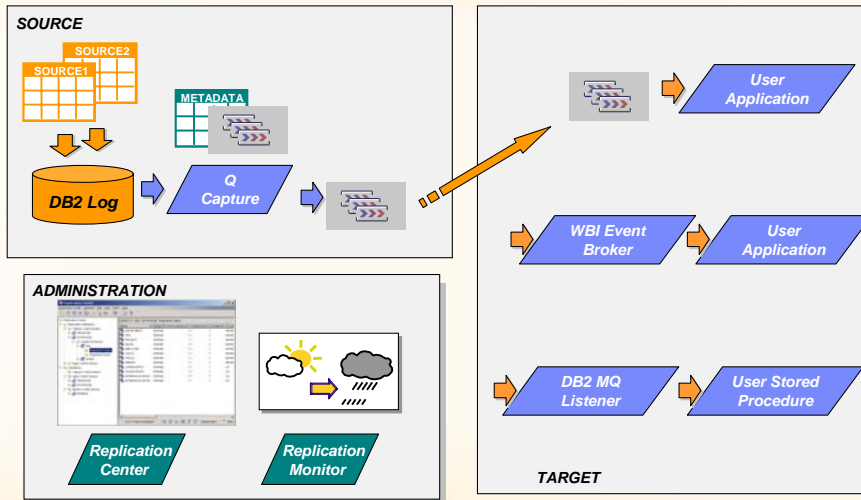 SOURCE
SOURCE2
SOURCE1
METADATA
DB2 Log
Q
Capture
User
Application
WBI Event
Broker
User
Application
DB2 MQ
Listener
User Stored
Procedure
TARGET
ADMINISTRATION
Replication
Center
Replication
Monitor